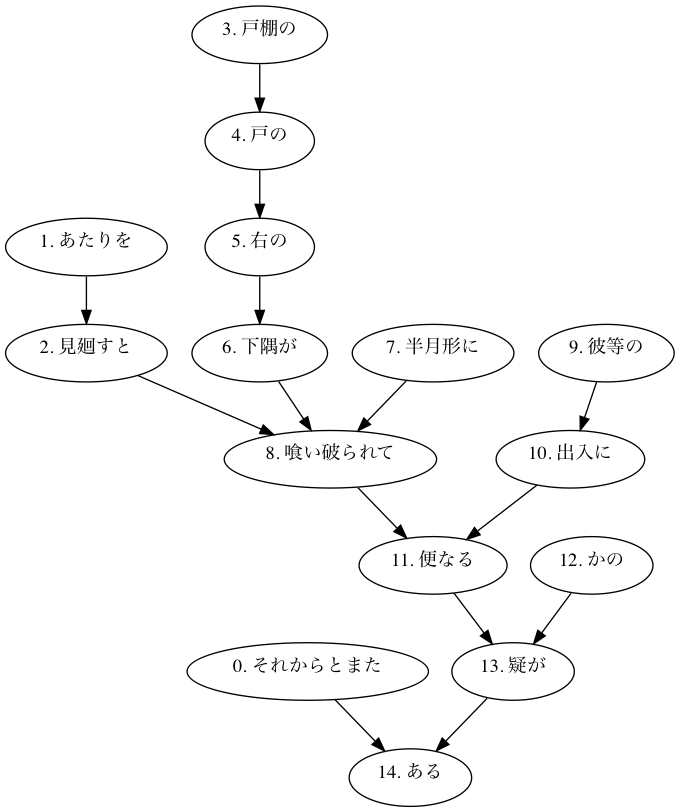 3. 戸棚の
4. 戸の
1. あたりを
5. 右の
2. 見廻すと
6. 下隅が
7. 半月形に
9. 彼等の
8. 喰い破られて
10. 出入に
11. 便なる
12. かの
0. それからとまた
13. 疑が
14. ある